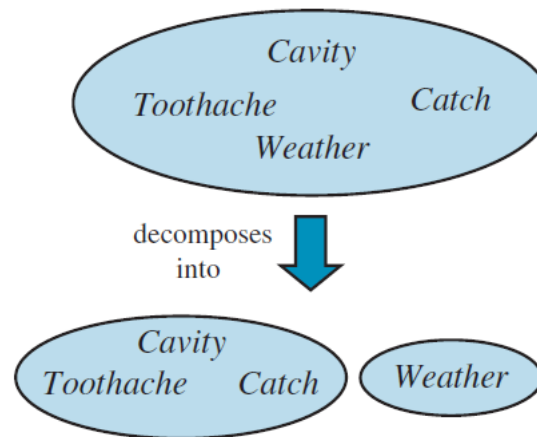 Cavity
Toothache Catch
Weather
decomposes
into
Cavity
Toothache Catch
Weather